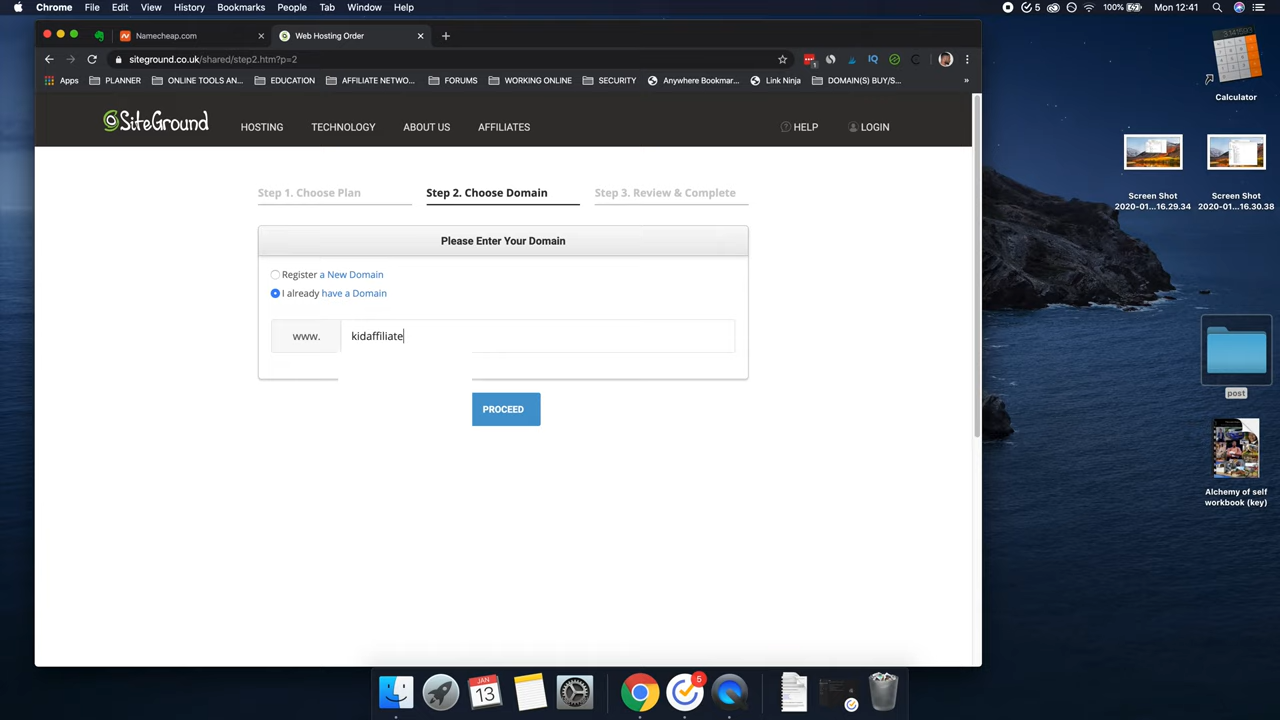 Chrome File Edit View History Bookmarks People Tab Window Help
5 100% Mon 12:41
Namecheap.com
Web Hosting Order
siteground.co.uk/shared/step2.htm?p=2
1
Apps PLANNER ONLINE TOOLS AN... EDUCATION AFFILIATE NETWO... FORUMS WORKING ONLINE SECURITY Anywhere Bookmar... Link Ninja DOMAIN(S) BUY/S... »
SiteGround
HOSTING TECHNOLOGY ABOUT US AFFILIATES HELP LOGIN
Step 1. Choose Plan
Step 2. Choose Domain
Step 3. Review & Complete
Please Enter Your Domain
Register a New Domain
I already have a Domain
www. kidaffiliate
PROCEED
Calculator
Screen Shot
2020-01...16.29.34
Screen Shot
2020-01...16.30.38
post
Alchemy of self
workbook (key)
JAN
13
5